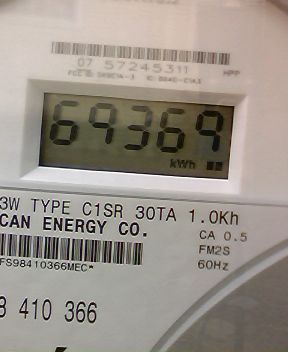 07 57245311
HPP
69369
kWh
3W TYPE C1SR 30TA 1.0Kh
CAN ENERGY CO.
CA 0.5
FM2S
60Hz
FS98410366MEC*
410 366